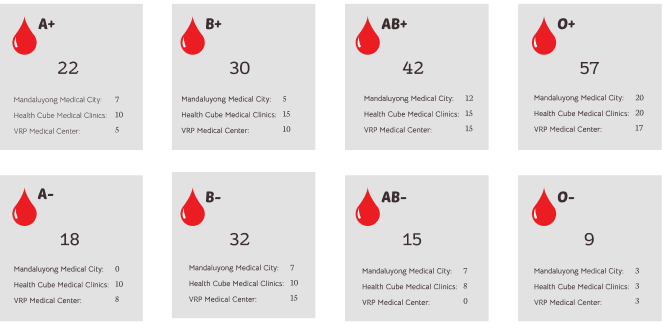 A+
22
Mandaluyong Medical City: 7
Health Cube Medical Clinics: 10
VRP Medical Center: 5
B+
30
Mandaluyong Medical City: 5
Health Cube Medical Clinics: 15
VRP Medical Center: 10
AB+
42
Mandaluyong Medical City: 12
Health Cube Medical Clinics: 15
VRP Medical Center: 15
O+
57
Mandaluyong Medical City: 20
Health Cube Medical Clinics: 20
VRP Medical Center: 17
A-
18
Mandaluyong Medical City: 0
Health Cube Medical Clinics: 10
VRP Medical Center: 8
B-
32
Mandaluyong Medical City: 7
Health Cube Medical Clinics: 10
VRP Medical Center: 15
AB-
15
Mandaluyong Medical City: 7
Health Cube Medical Clinics: 8
VRP Medical Center: 0
O-
9
Mandaluyong Medical City: 3
Health Cube Medical Clinics: 3
VRP Medical Center: 3